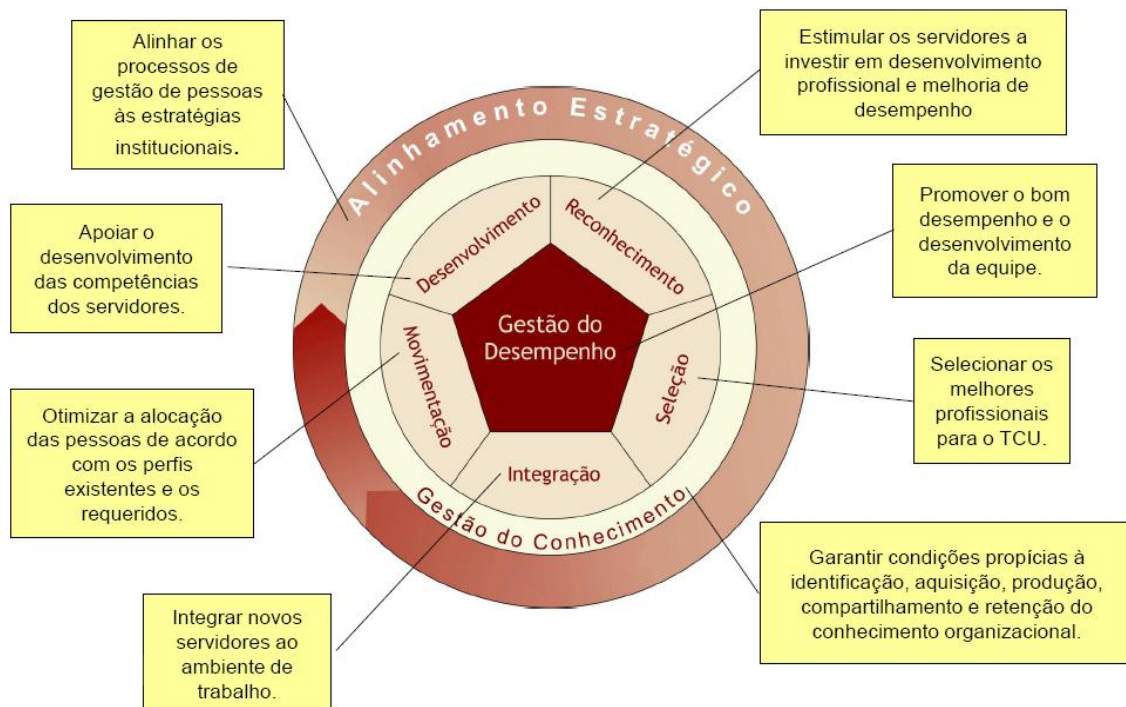 Alinhar os
processos de
gestão de pessoas
às estratégias
institucionais.
Estimular os servidores a
investir em desenvolvimento
profissional e melhoria de
desempenho
Alinhamento Estratégico
Apoiar o
desenvolvimento
das competências
dos servidores.
Desenvolvimento
Reconhecimento
Promover o bom
desempenho e o
desenvolvimento
da equipe.
Gestão do
Desempenho
Movimentação
Seleção
Selecionar os
melhores
profissionais
para o TCU.
Otimizar a alocação
das pessoas de acordo
com os perfis
existentes e os
requeridos.
Integração
Gestão do Conhecimento
Garantir condições propícias à
identificação, aquisição, produção,
compartilhamento e retenção do
conhecimento organizacional.
Integrar novos
servidores ao
ambiente de
trabalho.